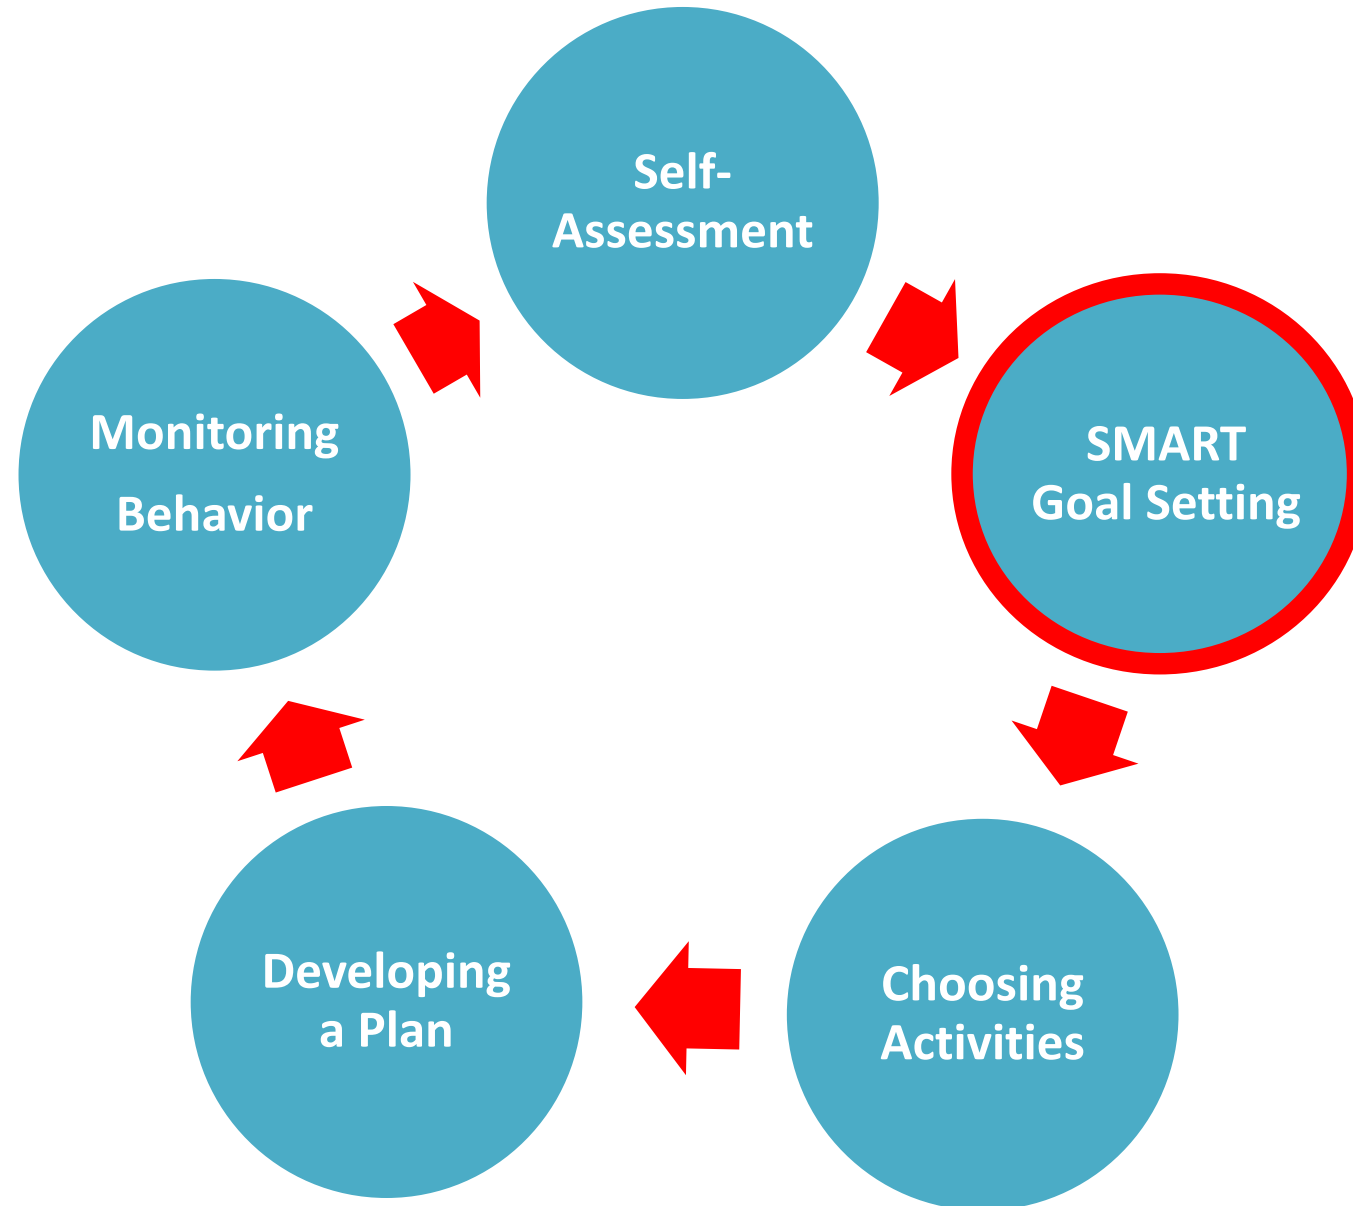 Self-
Assessment
SMART
Goal Setting
Choosing
Activities
Developing
a Plan
Monitoring
Behavior